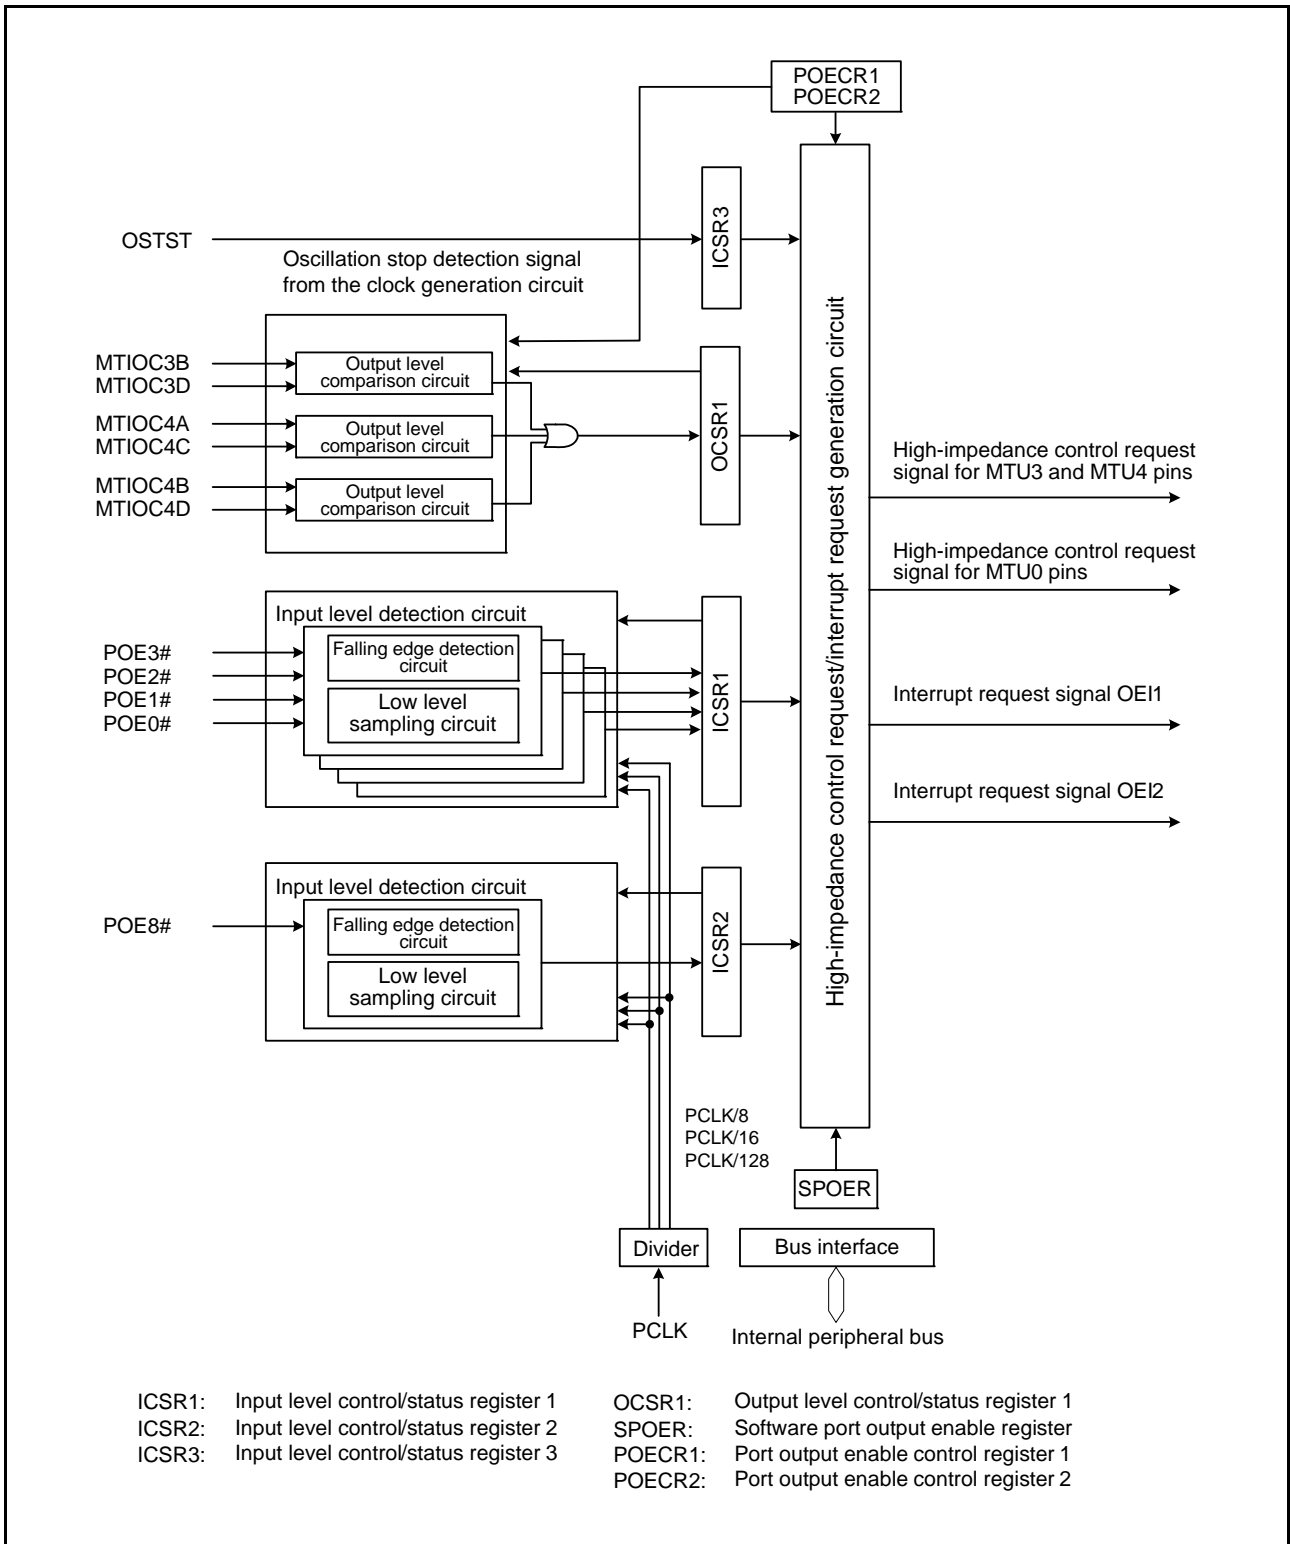 POECR1
POECR2
ICSR3
OSTST
Oscillation stop detection signal
from the clock generation circuit
High-impedance control request/interrupt request generation circuit
MTIOC3B
MTIOC3D
Output level
comparison circuit
MTIOC4A
MTIOC4C
Output level
comparison circuit
MTIOC4B
MTIOC4D
Output level
comparison circuit
OCSR1
High-impedance control request
signal for MTU3 and MTU4 pins
High-impedance control request
signal for MTU0 pins
Input level detection circuit
POE3#
POE2#
POE1#
POE0#
Falling edge detection
circuit
Low level
sampling circuit
ICSR1
Interrupt request signal OEI1
Interrupt request signal OEI2
Input level detection circuit
POE8#
Falling edge detection
circuit
Low level
sampling circuit
ICSR2
PCLK/8
PCLK/16
PCLK/128
SPOER
Divider
Bus interface
PCLK
Internal peripheral bus
ICSR1: Input level control/status register 1
ICSR2: Input level control/status register 2
ICSR3: Input level control/status register 3
OCSR1: Output level control/status register 1
SPOER: Software port output enable register
POECR1: Port output enable control register 1
POECR2: Port output enable control register 2